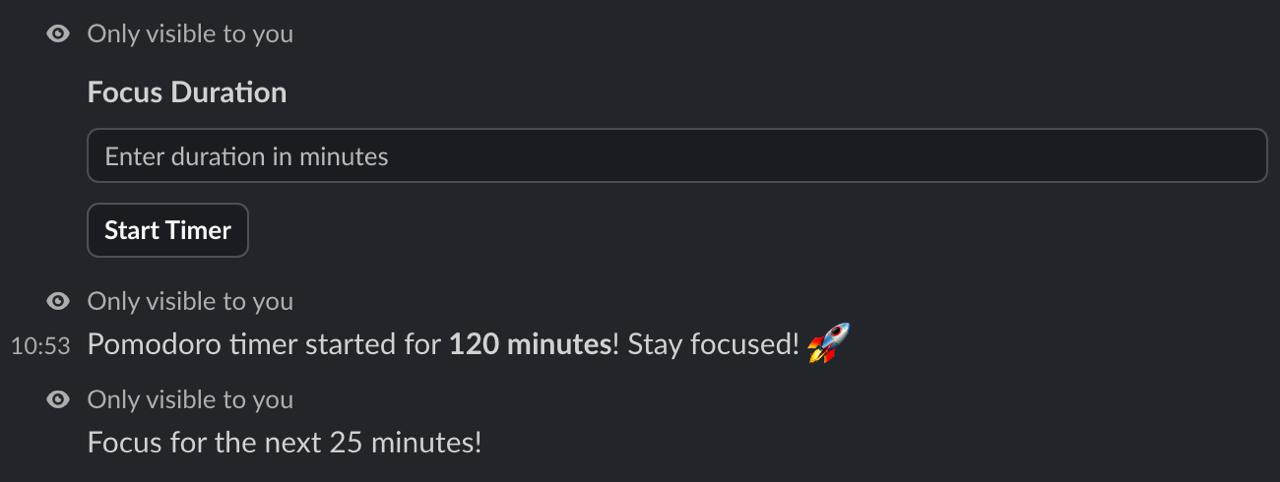 Only visible to you
Focus Duration
Enter duration in minutes
Start Timer
Only visible to you
10:53 Pomodoro timer started for 120 minutes! Stay focused! 🚀
Only visible to you
Focus for the next 25 minutes!